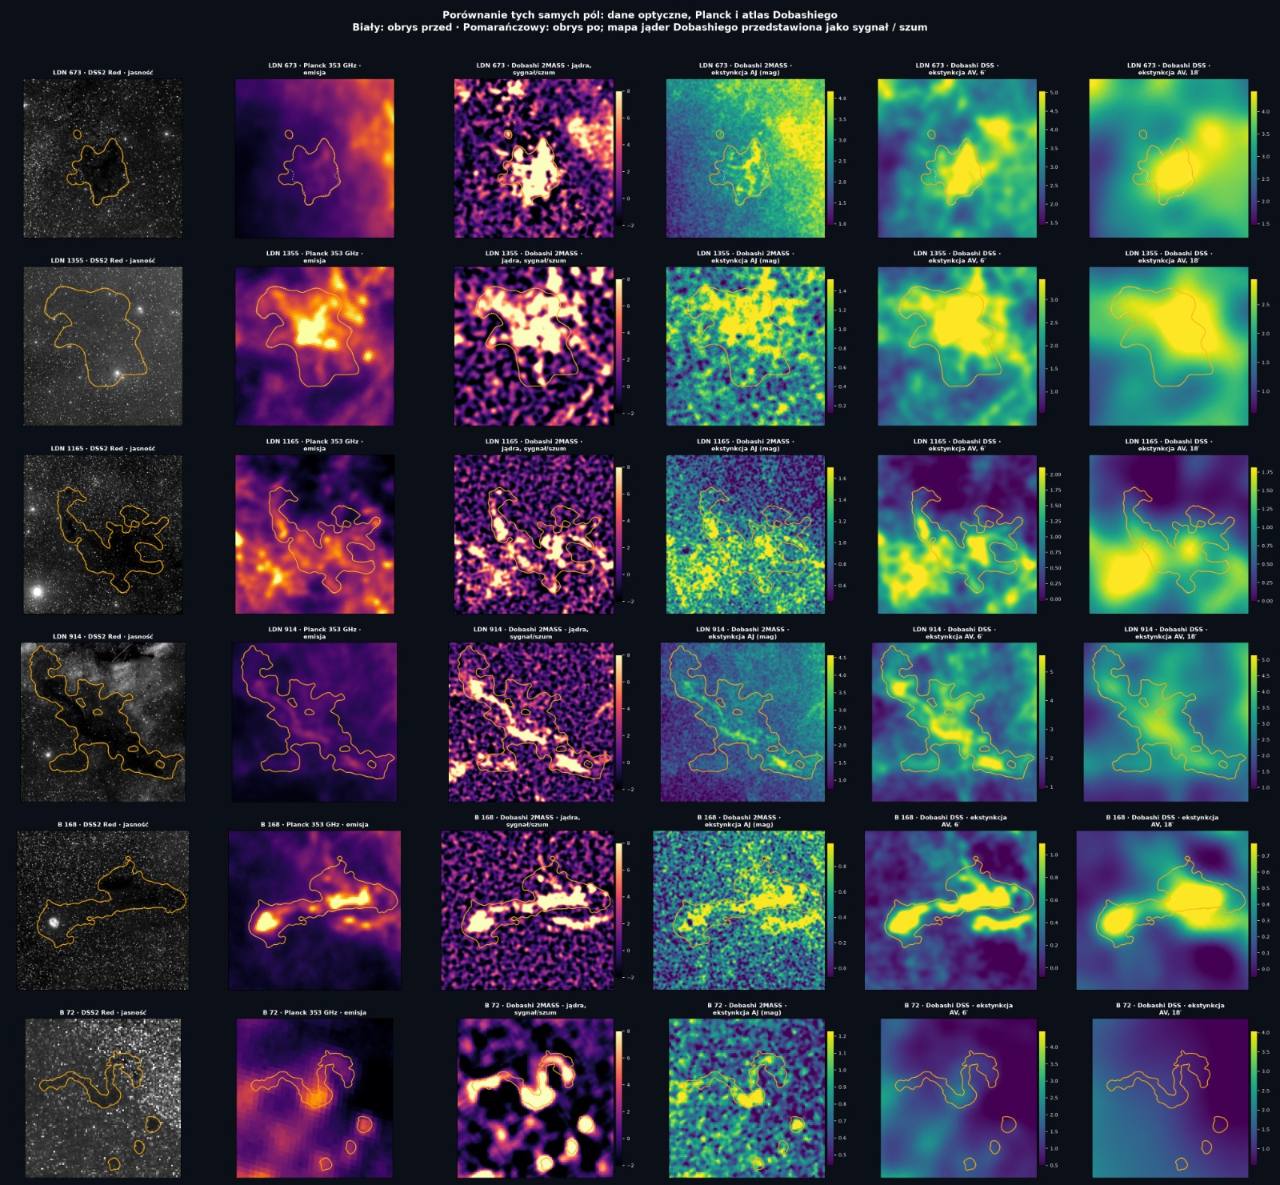 Porównanie tych samych pól: dane optyczne, Planck i atlas Dobashiego
Biały: obrys przed · Pomarańczowy: obrys po; mapa jąder Dobashiego przedstawiona jako sygnał / szum
LDN 673 · DSS2 Red · jasność
LDN 673 · Planck 353 GHz ·
emisja
LDN 673 · Dobashi 2MASS · jądra,
sygnał/szum
LDN 673 · Dobashi 2MASS ·
ekstynkcja AJ (mag)
LDN 673 · Dobashi DSS ·
ekstynkcja AV, 6′
LDN 673 · Dobashi DSS ·
ekstynkcja AV, 18′
LDN 1355 · DSS2 Red · jasność
LDN 1355 · Planck 353 GHz ·
emisja
LDN 1355 · Dobashi 2MASS ·
jądra, sygnał/szum
LDN 1355 · Dobashi 2MASS ·
ekstynkcja AJ (mag)
LDN 1355 · Dobashi DSS ·
ekstynkcja AV, 6′
LDN 1355 · Dobashi DSS ·
ekstynkcja AV, 18′
LDN 1165 · DSS2 Red · jasność
LDN 1165 · Planck 353 GHz ·
emisja
LDN 1165 · Dobashi 2MASS ·
jądra, sygnał/szum
LDN 1165 · Dobashi 2MASS ·
ekstynkcja AJ (mag)
LDN 1165 · Dobashi DSS ·
ekstynkcja AV, 6′
LDN 1165 · Dobashi DSS ·
ekstynkcja AV, 18′
LDN 914 · DSS2 Red · jasność
LDN 914 · Planck 353 GHz ·
emisja
LDN 914 · Dobashi 2MASS · jądra,
sygnał/szum
LDN 914 · Dobashi 2MASS ·
ekstynkcja AJ (mag)
LDN 914 · Dobashi DSS ·
ekstynkcja AV, 6′
LDN 914 · Dobashi DSS ·
ekstynkcja AV, 18′
B 168 · DSS2 Red · jasność
B 168 · Planck 353 GHz · emisja
B 168 · Dobashi 2MASS · jądra,
sygnał/szum
B 168 · Dobashi 2MASS ·
ekstynkcja AJ (mag)
B 168 · Dobashi DSS · ekstynkcja
AV, 6′
B 168 · Dobashi DSS · ekstynkcja
AV, 18′
B 72 · DSS2 Red · jasność
B 72 · Planck 353 GHz · emisja
B 72 · Dobashi 2MASS · jądra,
sygnał/szum
B 72 · Dobashi 2MASS ·
ekstynkcja AJ (mag)
B 72 · Dobashi DSS · ekstynkcja
AV, 6′
B 72 · Dobashi DSS · ekstynkcja
AV, 18′